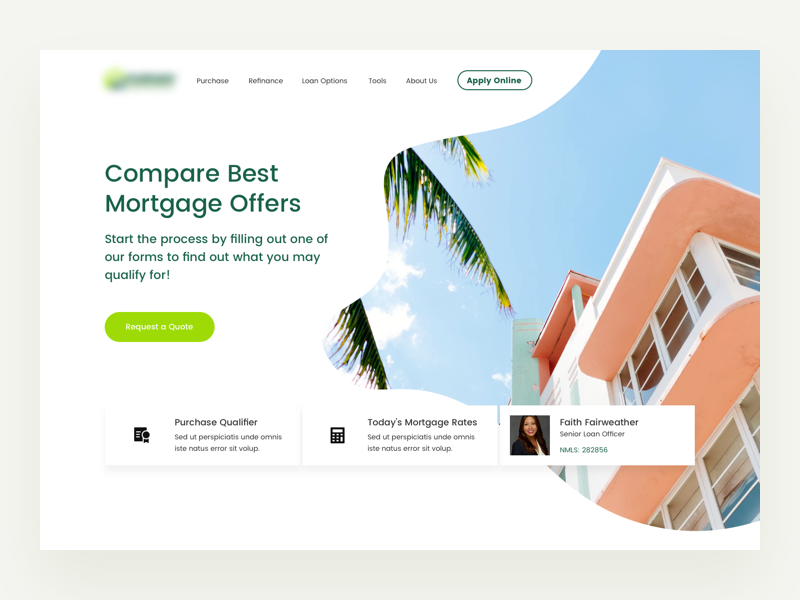 Purchase
Refinance
Loan Options
Tools
About Us
Apply Online
Compare Best
Mortgage Offers
Start the process by filling out one of
our forms to find out what you may
qualify for!
Request a Quote
Purchase Qualifier
Sed ut perspiciatis unde omnis
iste natus error sit volup.
Today's Mortgage Rates
Sed ut perspiciatis unde omnis
iste natus error sit volup.
Faith Fairweather
Senior Loan Officer
NMLS: 282856